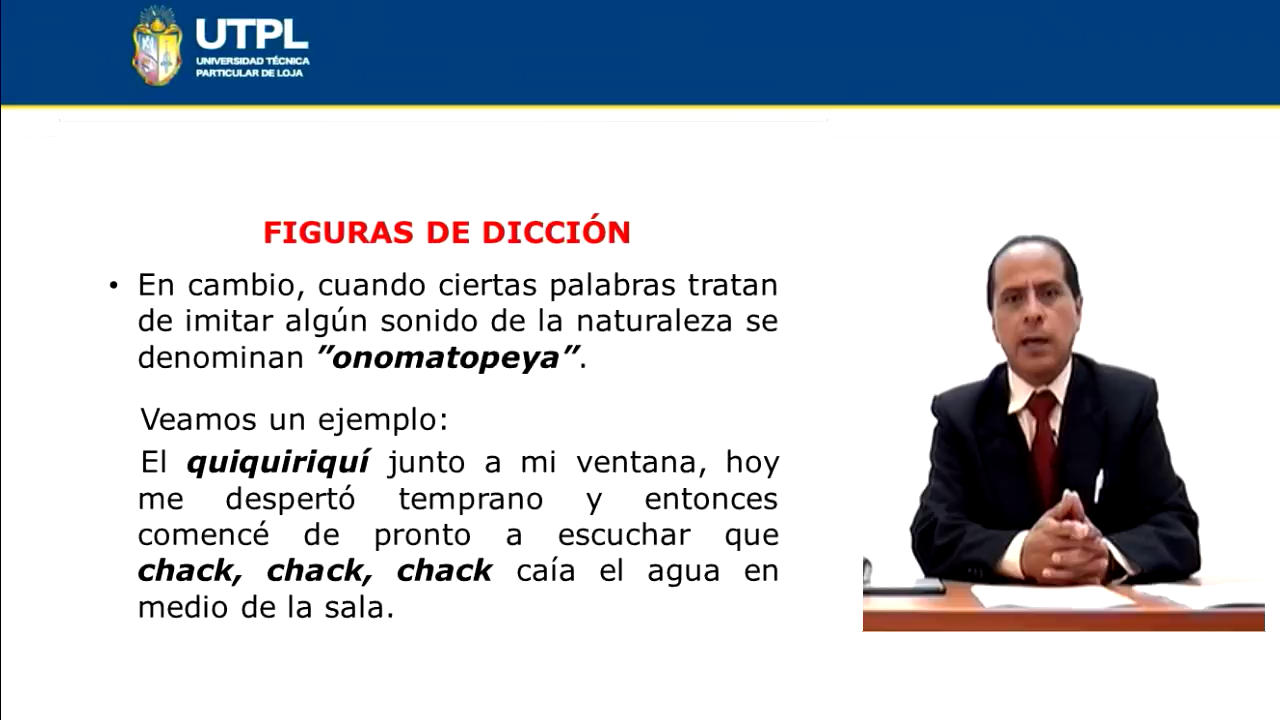 UTPL
UNIVERSIDAD TÉCNICA
PARTICULAR DE LOJA
FIGURAS DE DICCIÓN
• En cambio, cuando ciertas palabras tratan
de imitar algún sonido de la naturaleza se
denominan ”onomatopeya”.
Veamos un ejemplo:
El quiquiriquí junto a mi ventana, hoy
me despertó temprano y entonces
comencé de pronto a escuchar que
chack, chack, chack caía el agua en
medio de la sala.